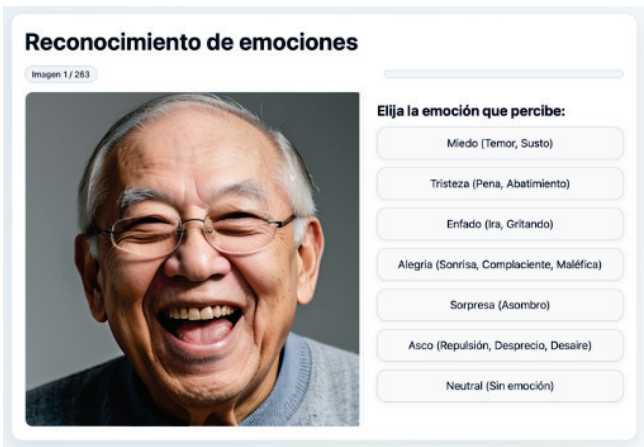 Reconocimiento de emociones
Imagen 1 / 263
Elija la emoción que percibe:
Miedo (Temor, Susto)
Tristeza (Pena, Abatimiento)
Enfado (Ira, Gritando)
Alegria (Sonrisa, Complaciente, Maléfica)
Sorpresa (Asombro)
Asco (Repulsión, Desprecio, Desaire)
Neutral (Sin emoción)